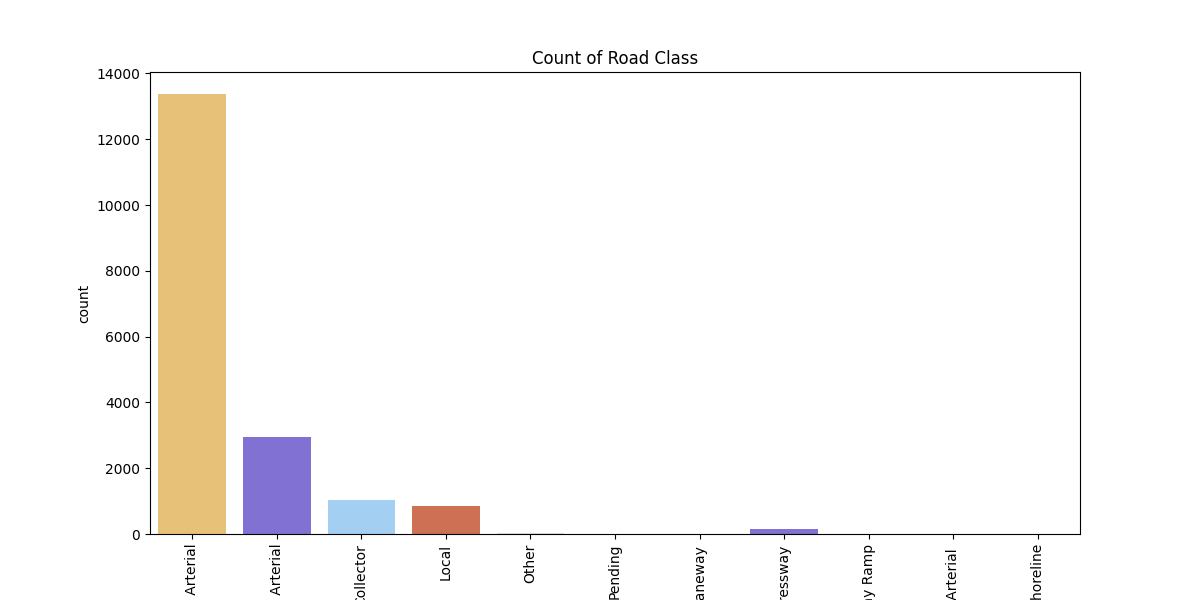 Count of Road Class
14000
12000
10000
8000
6000
4000
2000
0
count
Arterial
Arterial
Collector
Local
Other
Pending
aneway
ressway
y Ramp
Arterial
horeline